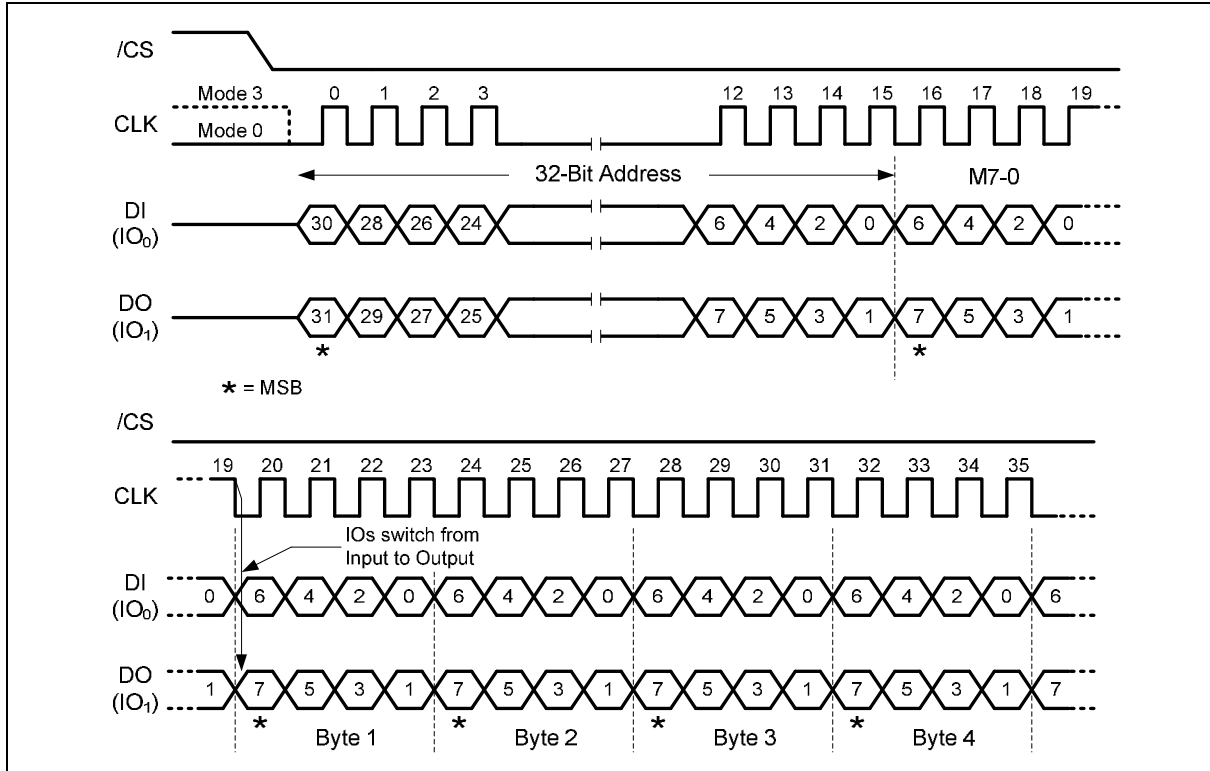 /CS
Mode 3 0 1 2 3 12 13 14 15 16 17 18 19
CLK
Mode 0
32-Bit Address M7-0
DI
(IO₀) 30 28 26 24 6 4 2 0 6 4 2 0
DO
(IO₁) 31 29 27 25 7 5 3 1 7 5 3 1
* *
* = MSB
/CS
19 20 21 22 23 24 25 26 27 28 29 30 31 32 33 34 35
CLK
IOs switch from
Input to Output
DI
(IO₀) 0 6 4 2 0 6 4 2 0 6 4 2 0 6 4 2 0 6
DO
(IO₁) 1 7 5 3 1 7 5 3 1 7 5 3 1 7 5 3 1 7
* * * *
Byte 1 Byte 2 Byte 3 Byte 4